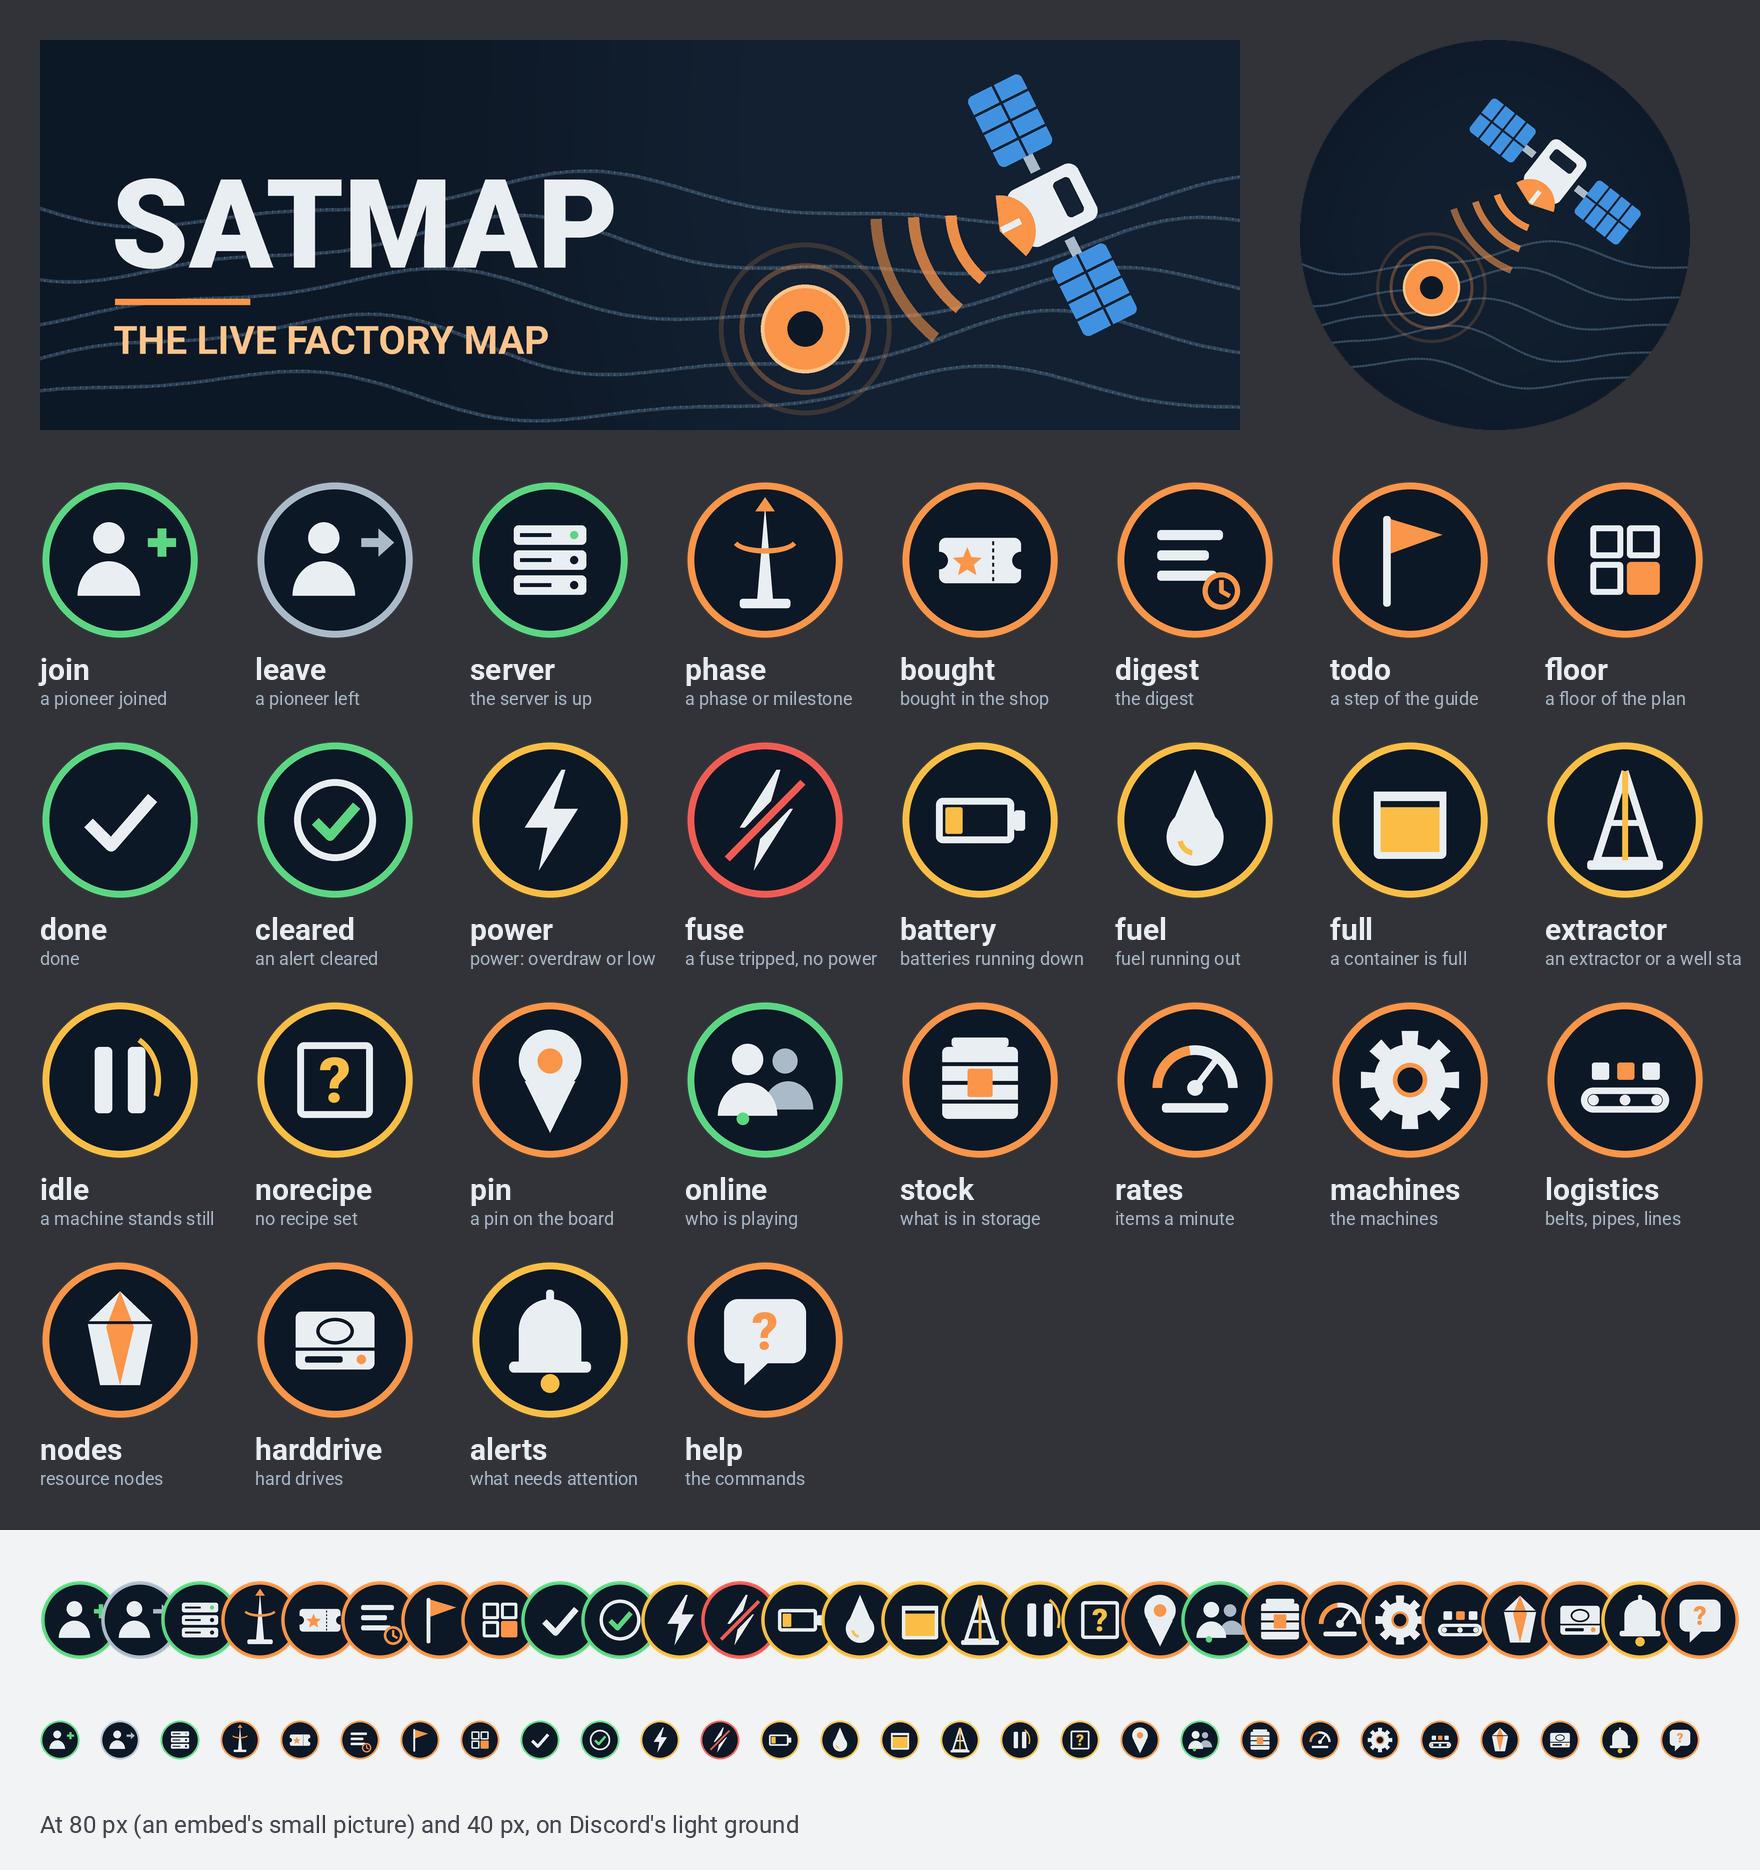 SATMAP
THE LIVE FACTORY MAP
join
a pioneer joined
leave
a pioneer left
server
the server is up
phase
a phase or milestone
bought
bought in the shop
digest
the digest
todo
a step of the guide
floor
a floor of the plan
done
done
cleared
an alert cleared
power
power: overdraw or low
fuse
a fuse tripped, no power
battery
batteries running down
fuel
fuel running out
full
a container is full
extractor
an extractor or a well sta
idle
a machine stands still
?
norecipe
no recipe set
pin
a pin on the board
online
who is playing
stock
what is in storage
rates
items a minute
machines
the machines
logistics
belts, pipes, lines
nodes
resource nodes
harddrive
hard drives
alerts
what needs attention
?
help
the commands
? ?
? ?
At 80 px (an embed's small picture) and 40 px, on Discord's light ground